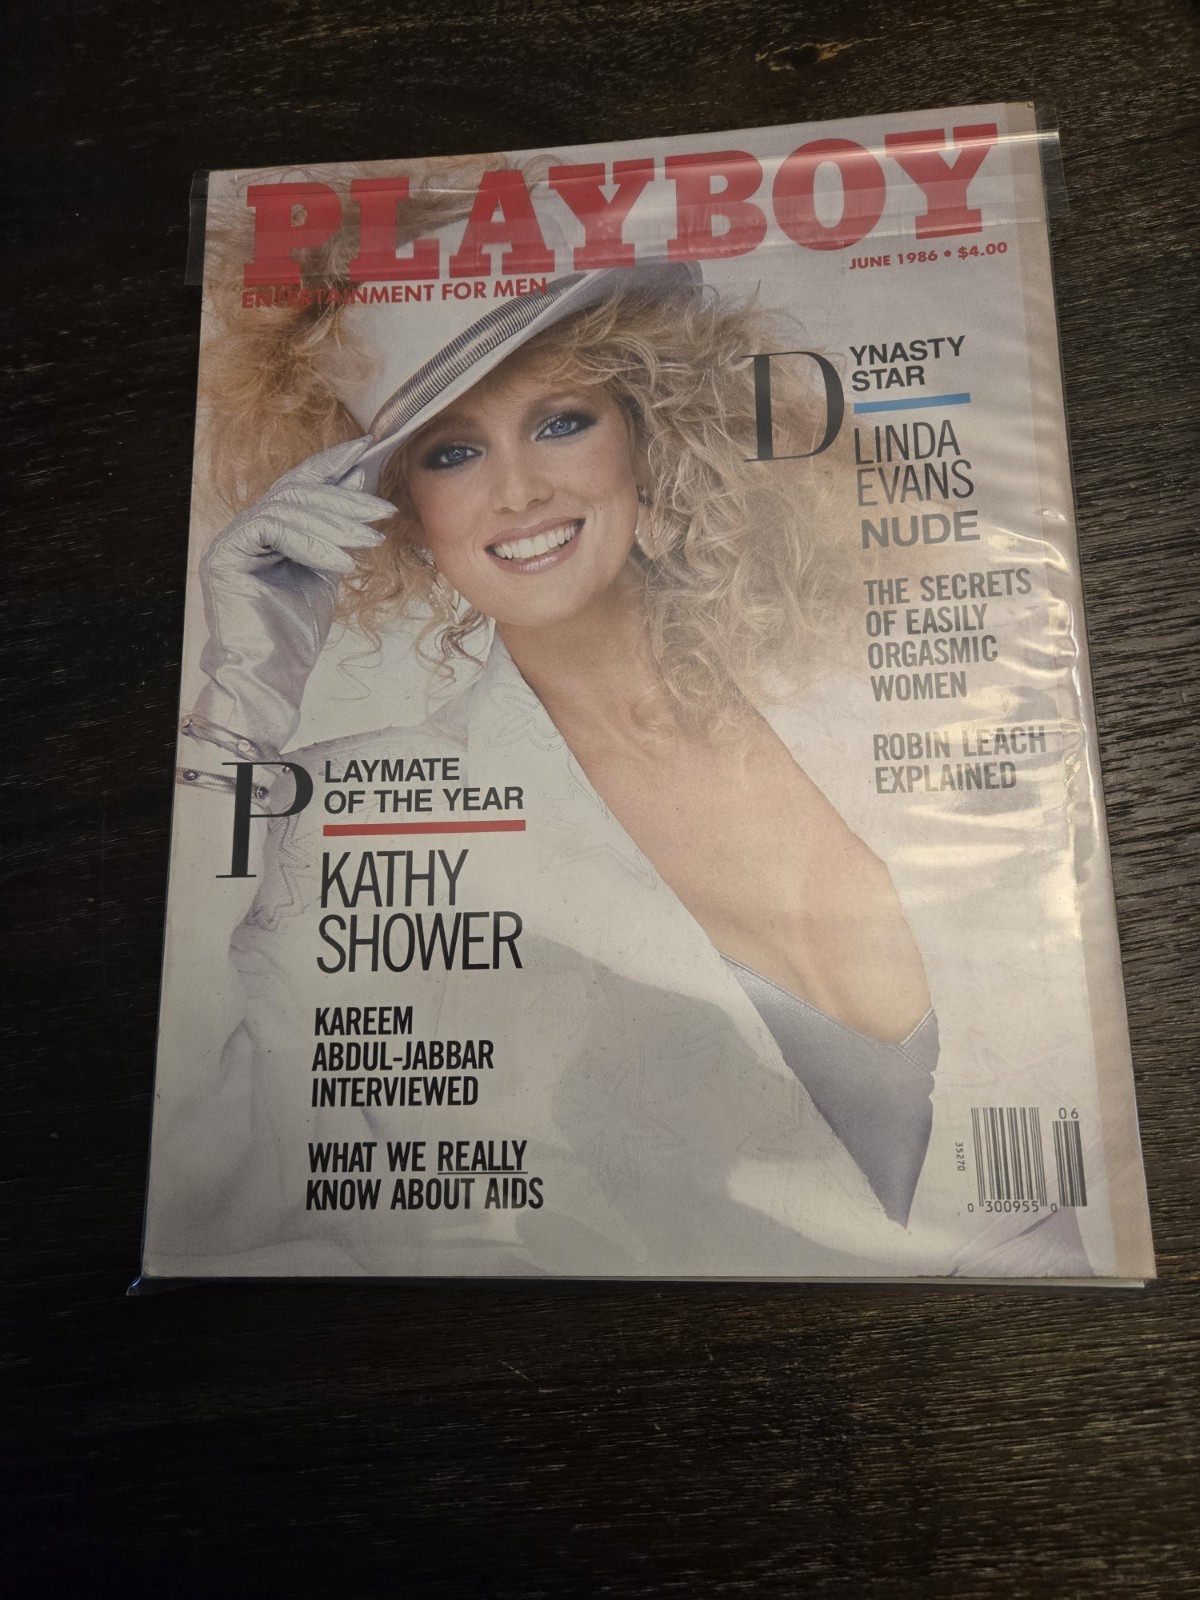 PLAYBOY
ENTERTAINMENT FOR MEN
JUNE 1986 • $4.00
DYNASTY
STAR
LINDA
EVANS
NUDE
THE SECRETS
OF EASILY
ORGASMIC
WOMEN
ROBIN LEACH
EXPLAINED
PLAYMATE
OF THE YEAR
KATHY
SHOWER
KAREEM
ABDUL-JABBAR
INTERVIEWED
WHAT WE REALLY
KNOW ABOUT AIDS
06
35270
0 300955 0